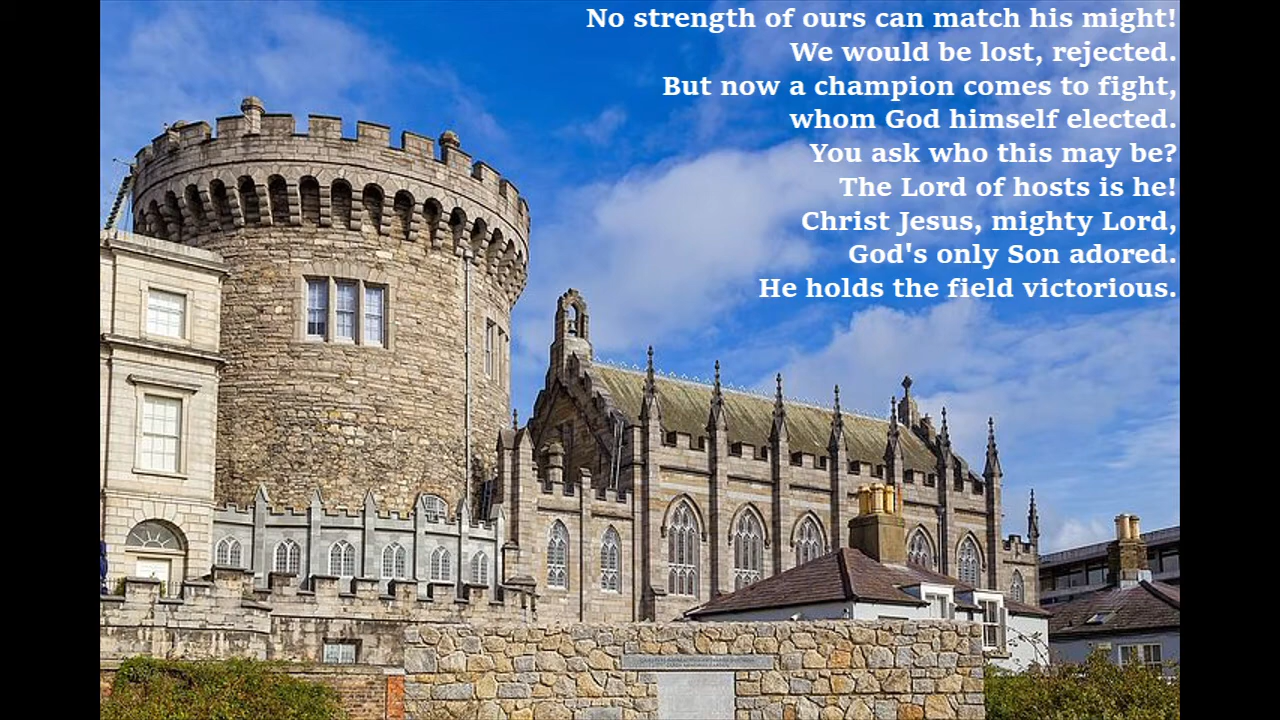 No strength of ours can match his might!
We would be lost, rejected.
But now a champion comes to fight,
whom God himself elected.
You ask who this may be?
The Lord of hosts is he!
Christ Jesus, mighty Lord,
God's only Son adored.
He holds the field victorious.